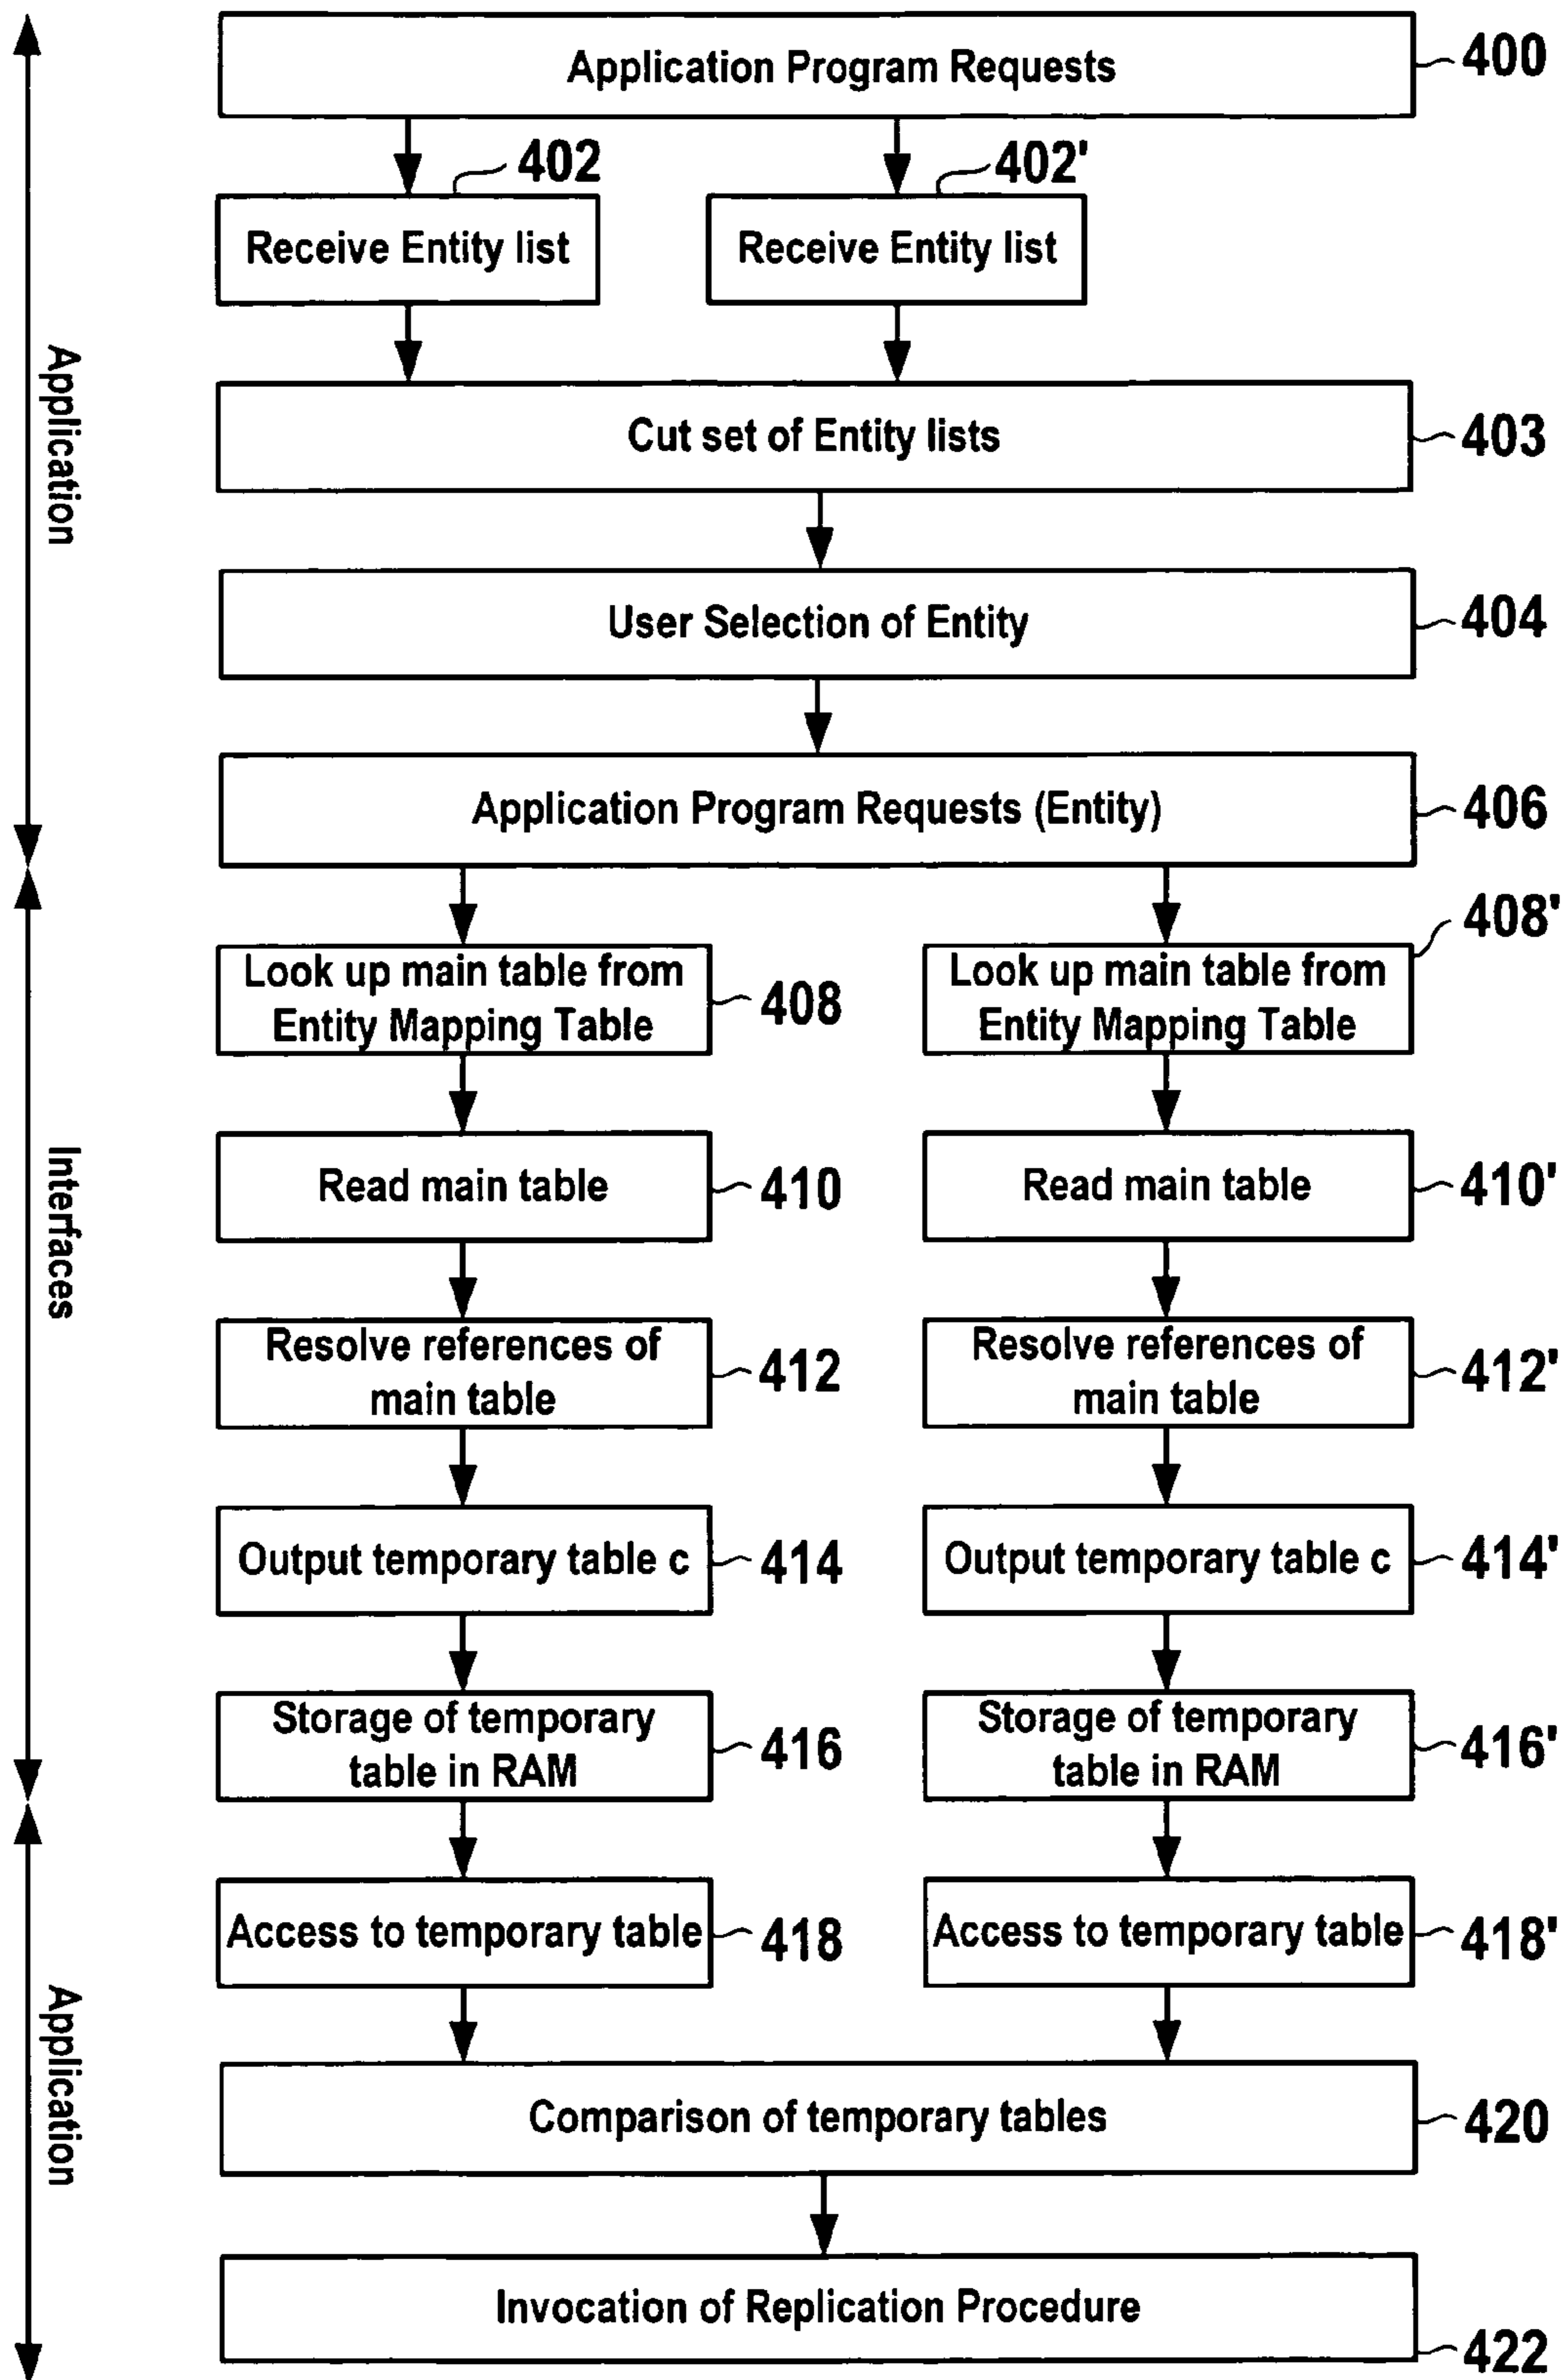 Application Program Requests
400
402
402'
Receive Entity list
Receive Entity list
Cut set of Entity lists
403
Application
User Selection of Entity
404
Application Program Requests (Entity)
406
408'
Look up main table from
Entity Mapping Table
408
Look up main table from
Entity Mapping Table
Read main table
410
Read main table
410'
Interfaces
Resolve references of
main table
412
Resolve references of
main table
412'
Output temporary table c
414
Output temporary table c
414'
Storage of temporary
table in RAM
416
Storage of temporary
table in RAM
416'
Access to temporary table
418
Access to temporary table
418'
Application
Comparison of temporary tables
420
Invocation of Replication Procedure
422